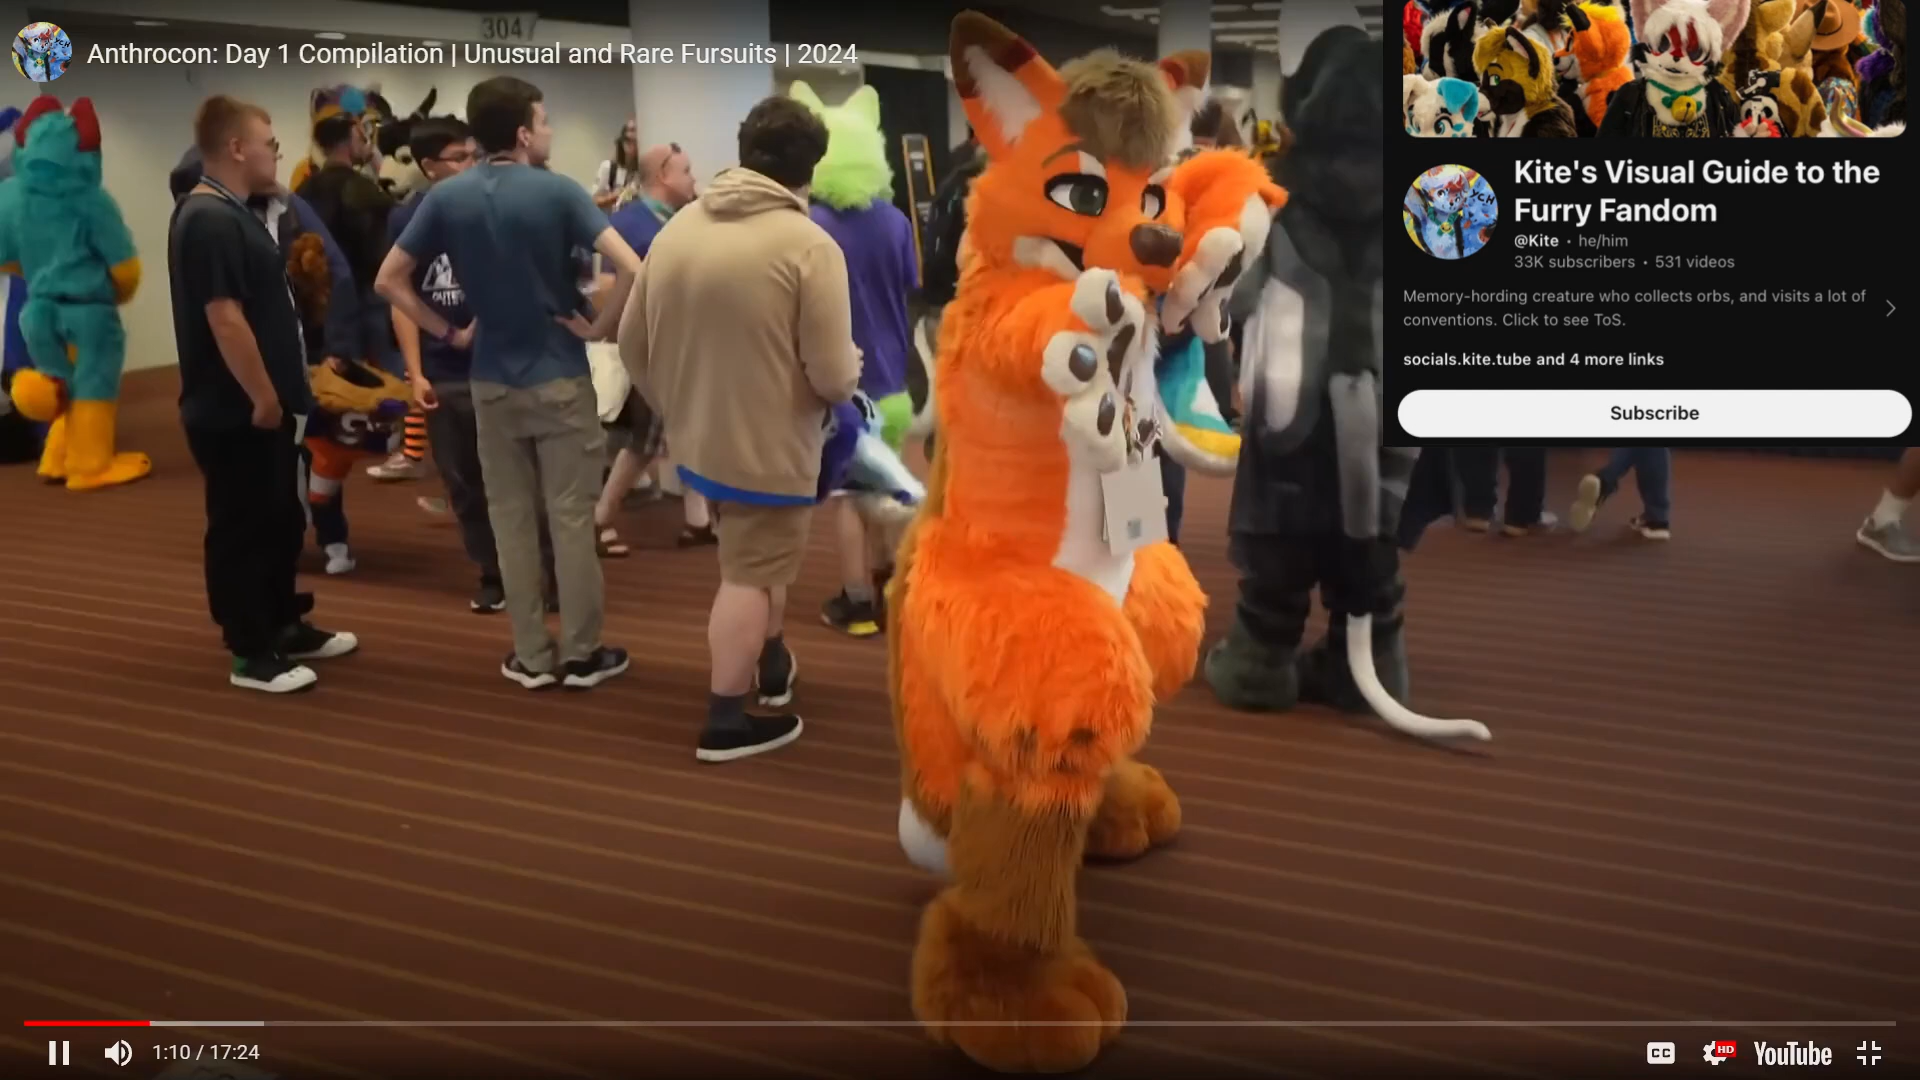 304
Anthrocon: Day 1 Compilation | Unusual and Rare Fursuits | 2024
YCH
Kite's Visual Guide to the
Furry Fandom
@Kite • he/him
33K subscribers • 531 videos
Memory-hording creature who collects orbs, and visits a lot of
conventions. Click to see ToS.
socials.kite.tube and 4 more links
Subscribe
1:10 / 17:24
CC
HD
YouTube